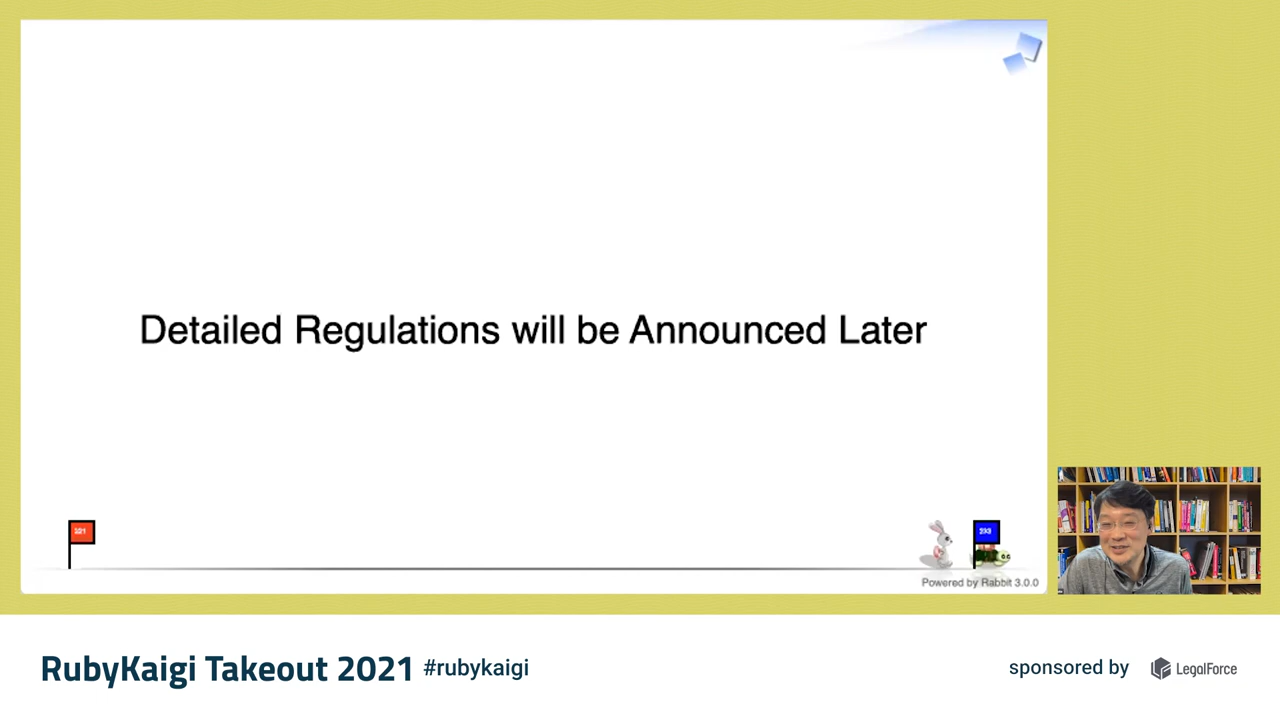 Detailed Regulations will be Announced Later
Powered by Rabbit 3.0.0
RubyKaigi Takeout 2021 #rubykaigi
sponsored by LegalForce